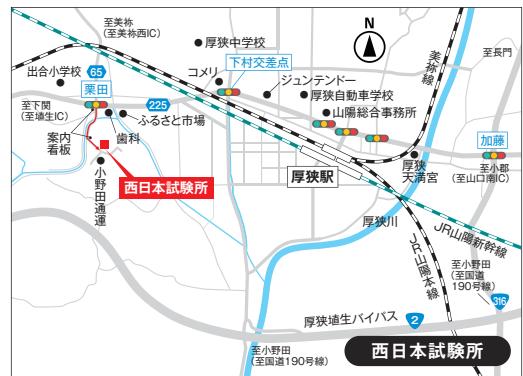 至美祢
(至美祢西IC)
厚狭中学校
N
下村交差点
コメリ
ジュンテンドー
美祢線
至長門
出合小学校
65
栗田
厚狭自動車学校
225
山陽総合事務所
至下関
(至埴生IC)
ふるさと市場
加藤
案内
看板
歯科
厚狭駅
厚狭
天満宮
至小郡
(至山口南IC)
西日本試験所
小野田通運
厚狭川
JR山陽新幹線
JR山陽本線
至小野田
(至国道
190号線)
316
厚狭埴生バイパス
2
至小野田
(至国道190号線)
西日本試験所